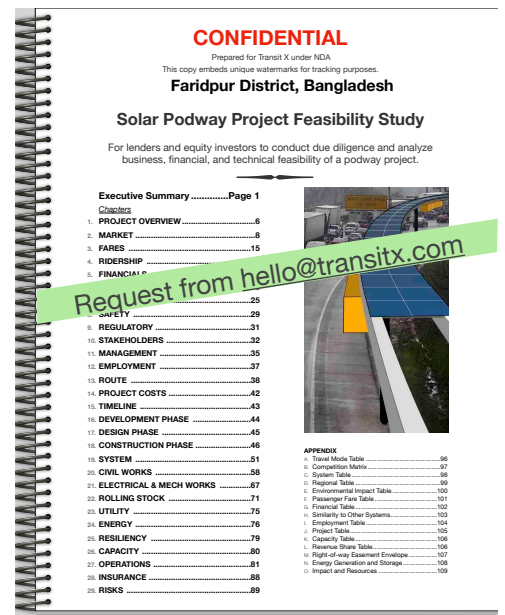 CONFIDENTIAL
Prepared for Transit X under NDA
This copy embeds unique watermarks for tracking purposes.
Faridpur District, Bangladesh
Solar Podway Project Feasibility Study
For lenders and equity investors to conduct due diligence and analyze
business, financial, and technical feasibility of a podway project.
Executive Summary .............Page 1
Chapters
1. PROJECT OVERVIEW ...................................6
2. MARKET ...................................8
3. FARES ...................................15
4. RIDERSHIP
5. FINANCIALS
Request from hello@transitx.com
25
8. SAFETY ...................................29
9. REGULATORY ...................................31
10. STAKEHOLDERS ...................................32
11. MANAGEMENT ...................................35
12. EMPLOYMENT ...................................37
13. ROUTE ...................................38
14. PROJECT COSTS ...................................42
15. TIMELINE ...................................43
16. DEVELOPMENT PHASE ...................................44
17. DESIGN PHASE ...................................45
18. CONSTRUCTION PHASE ...................................46
19. SYSTEM ...................................51
20. CIVIL WORKS ...................................58
21. ELECTRICAL & MECH WORKS ............67
22. ROLLING STOCK ...................................71
23. UTILITY ...................................75
24. ENERGY ...................................76
25. RESILIENCY ...................................79
26. CAPACITY ...................................80
27. OPERATIONS ...................................81
28. INSURANCE ...................................88
29. RISKS ...................................89
APPENDIX
A. Travel Mode Table ...................................96
B. Competition Matrix ...................................97
C. System Table ...................................98
D. Regional Table ...................................99
E. Environmental Impact Table ......................100
F. Passenger Fare Table ...................................101
G. Financial Table ...................................102
H. Similarity to Other Systems ......................103
I. Employment Table ...................................104
J. Project Table ...................................105
K. Capacity Table ...................................106
L. Revenue Share Table ...................................106
M. Right-of-way Easement Envelope ............107
N. Energy Generation and Storage ............108
O. Impact and Resources ......................109